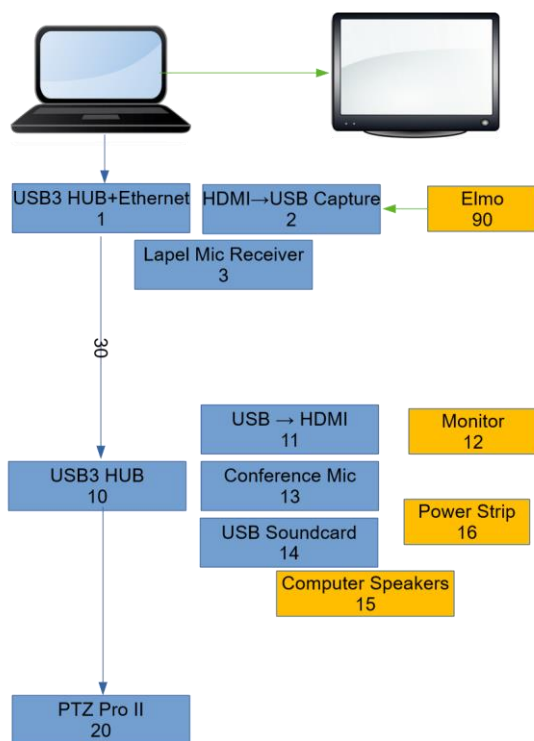 USB3 HUB+Ethernet
1
HDMI→USB Capture
2
Elmo
90
Lapel Mic Receiver
3
30
USB → HDMI
11
Monitor
12
USB3 HUB
10
Conference Mic
13
Power Strip
16
USB Soundcard
14
Computer Speakers
15
PTZ Pro II
20